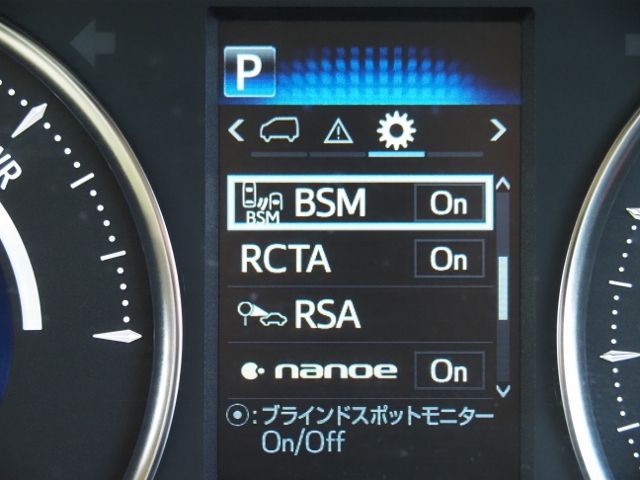 P
WR
BSM BSM On
RCTA On
RSA
nanoe On
⦿: ブラインドスポットモニター
On/Off